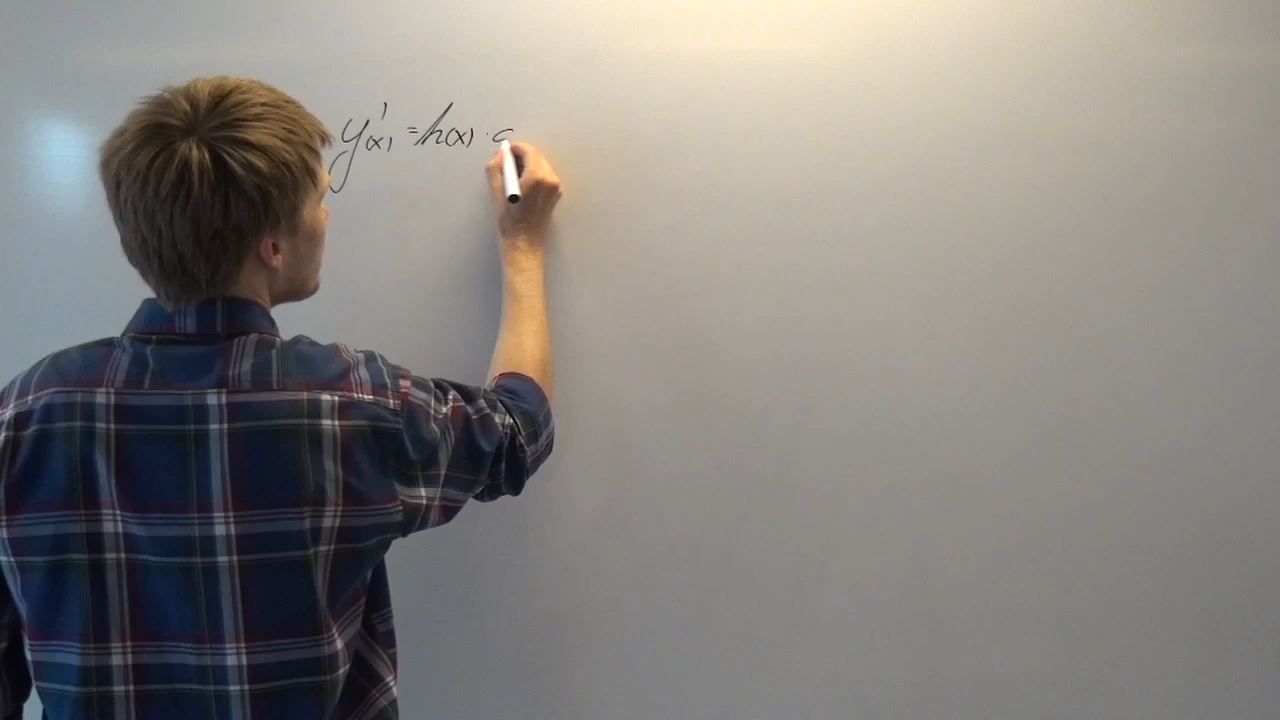 y'(x) = h(x) ·